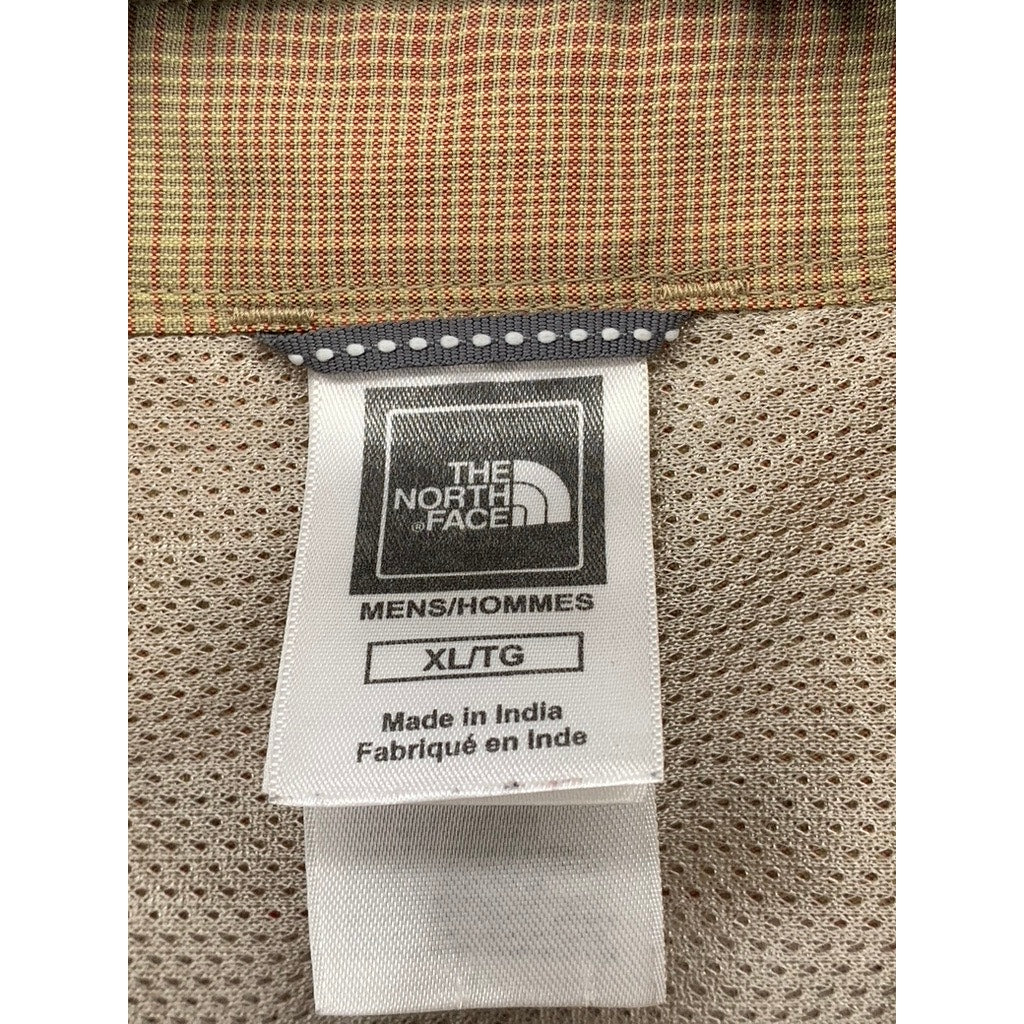 THE
NORTH
®FACE
MENS/HOMMES
XL/TG
Made in India
Fabriqué en Inde